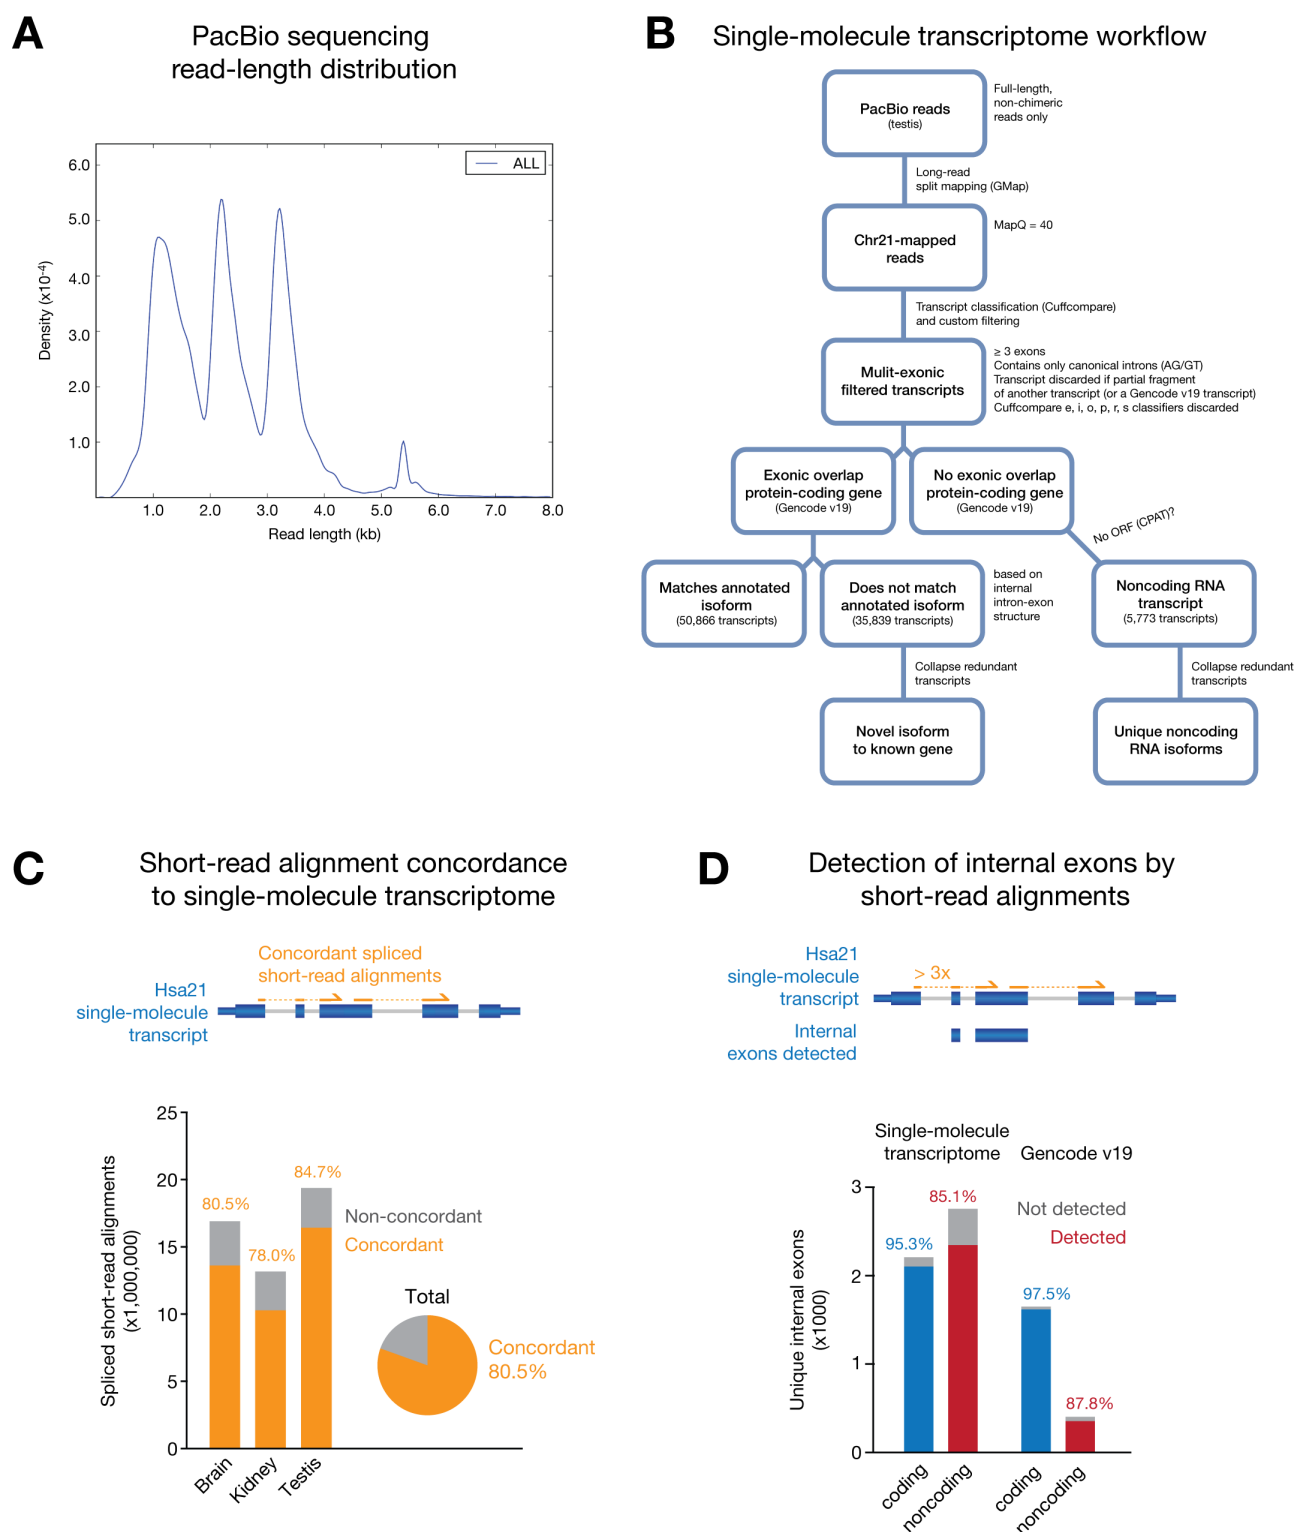 A
PacBio sequencing
read-length distribution
6.0
5.0
4.0
3.0
2.0
1.0
Density (x10⁻⁴)
ALL
1.0 2.0 3.0 4.0 5.0 6.0 7.0 8.0
Read length (kb)
B
Single-molecule transcriptome workflow
PacBio reads
(testis)
Full-length,
non-chimeric
reads only
Long-read
split mapping (GMap)
Chr21-mapped
reads
MapQ = 40
Transcript classification (Cuffcompare)
and custom filtering
Mulit-exonic
filtered transcripts
≥ 3 exons
Contains only canonical introns (AG/GT)
Transcript discarded if partial fragment
of another transcript (or a Gencode v19 transcript)
Cuffcompare e, i, o, p, r, s classifiers discarded
Exonic overlap
protein-coding gene
(Gencode v19)
No exonic overlap
protein-coding gene
(Gencode v19)
No ORF (CPAT)?
Matches annotated
isoform
(50,866 transcripts)
Does not match
annotated isoform
(35,839 transcripts)
based on
internal
intron-exon
structure
Noncoding RNA
transcript
(5,773 transcripts)
Collapse redundant
transcripts
Collapse redundant
transcripts
Novel isoform
to known gene
Unique noncoding
RNA isoforms
C
Short-read alignment concordance
to single-molecule transcriptome
Concordant spliced
short-read alignments
Hsa21
single-molecule
transcript
Spliced short-read alignments
(x1,000,000)
25
20
15
10
5
0
80.5%
78.0%
84.7%
Non-concordant
Concordant
Total
Concordant
80.5%
Brain
Kidney
Testis
D
Detection of internal exons by
short-read alignments
Hsa21
single-molecule
transcript
> 3x
Internal
exons detected
Single-molecule
transcriptome
Gencode v19
Unique internal exons
(x1000)
3
2
1
0
95.3%
85.1%
97.5%
87.8%
Not detected
Detected
coding
noncoding
coding
noncoding